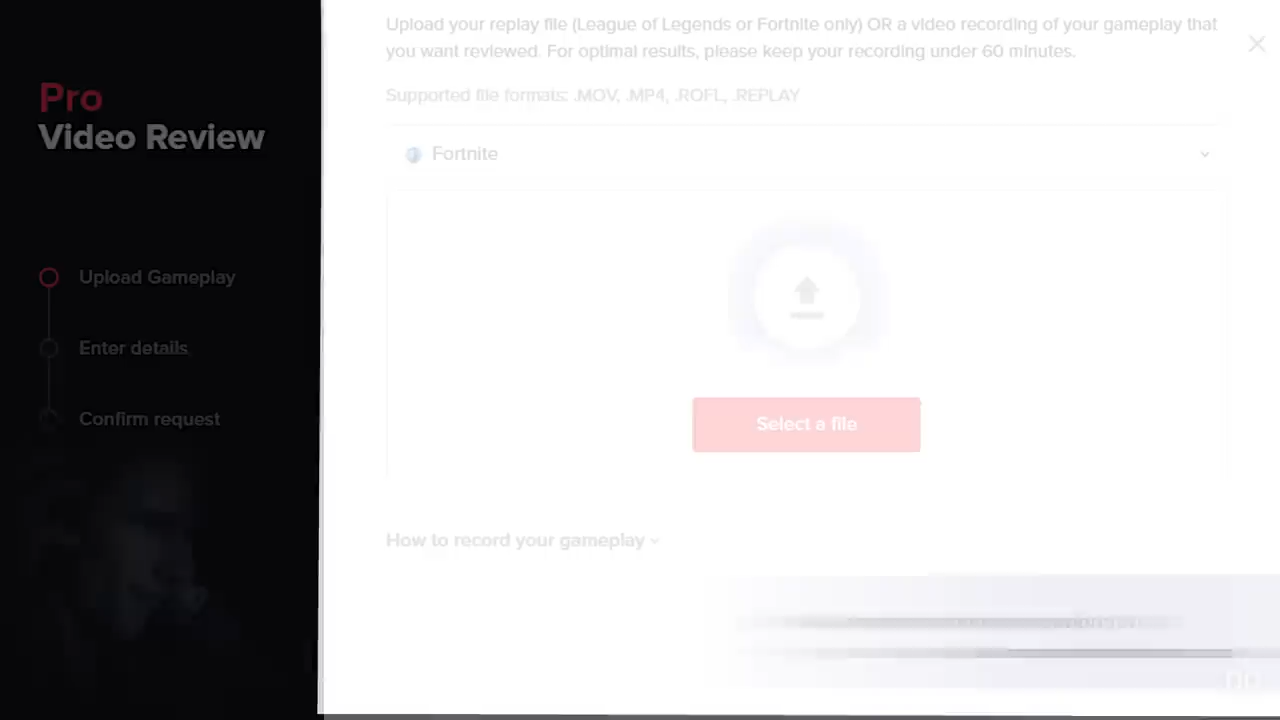 Upload your replay file (League of Legends or Fortnite only) OR a video recording of your gameplay that
you want reviewed. For optimal results, please keep your recording under 60 minutes.
Supported file formats: .MOV, .MP4, .ROFL, .REPLAY
Pro
Video Review
Fortnite
Upload Gameplay
Enter details
Confirm request
Select a file
How to record your gameplay